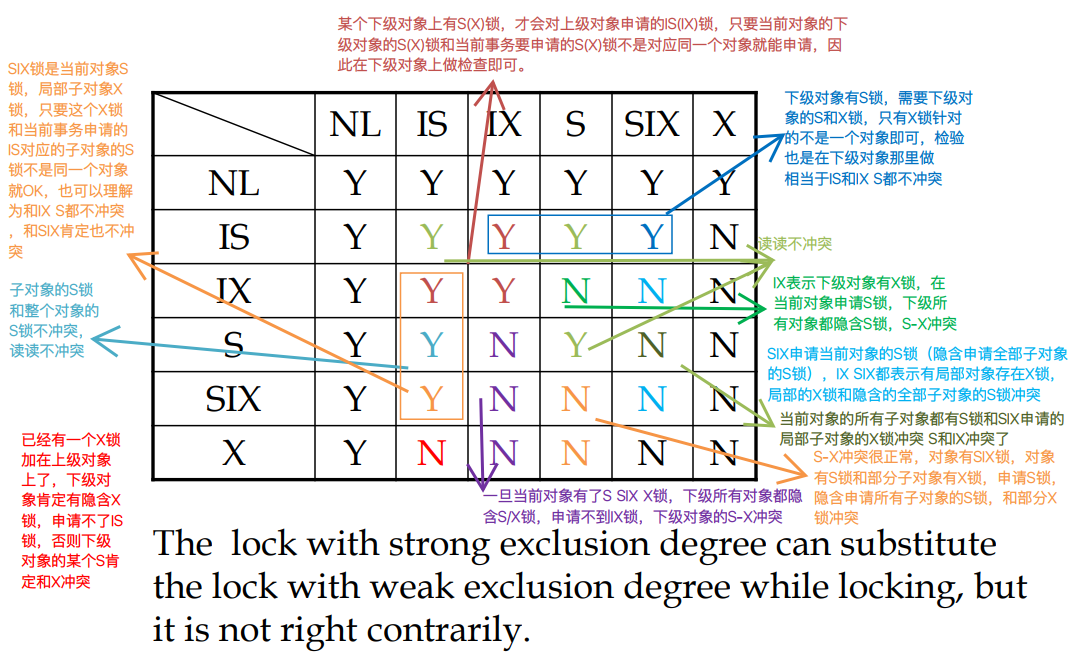 某个下级对象上有S(X)锁，才会对上级对象申请的IS(IX)锁，只要当前对象的下
级对象的S(X)锁和当前事务要申请的S(X)锁不是对应同一个对象就能申请，因
此在下级对象上做检查即可。
SIX锁是当前对象S
锁，局部子对象X
锁，只要这个X锁
和当前事务申请的
IS对应的子对象的S
锁不是同一个对象
就OK，也可以理解
为和IX S都不冲突
，和SIX肯定也不冲
突
子对象的S锁
和整个对象的
S锁不冲突，
读读不冲突
已经有一个X锁
加在上级对象
上了，下级对
象肯定有隐含X
锁，申请不了IS
锁，否则下级
对象的某个S肯
定和X冲突
NL IS IX S SIX X
NL Y Y Y Y Y Y
IS Y Y Y Y Y N
IX Y Y Y N N N
S Y Y N Y N N
SIX Y Y N N N N
X Y N N N N N
下级对象有S锁，需要下级对
象的S和X锁，只有X锁针对
的不是一个对象即可，检验
也是在下级对象那里做
相当于IS和IX S都不冲突
读读不冲突
IX表示下级对象有X锁，在
当前对象申请S锁，下级所
有对象都隐含S锁，S-X冲突
SIX申请当前对象的S锁（隐含申请全部子对象
的S锁），IX SIX都表示有局部对象存在X锁，
局部的X锁和隐含的全部子对象的S锁冲突
当前对象的所有子对象都有S锁和SIX申请的
局部子对象的X锁冲突 S和IX冲突了
S-X冲突很正常，对象有SIX锁，对象
有S锁和部分子对象有X锁，申请S锁，
隐含申请所有子对象的S锁，和部分X
锁冲突
一旦当前对象有了S SIX X锁，下级所有对象都隐
含S/X锁，申请不到IX锁，下级对象的S-X冲突
The lock with strong exclusion degree can substitute
the lock with weak exclusion degree while locking, but
it is not right contrarily.